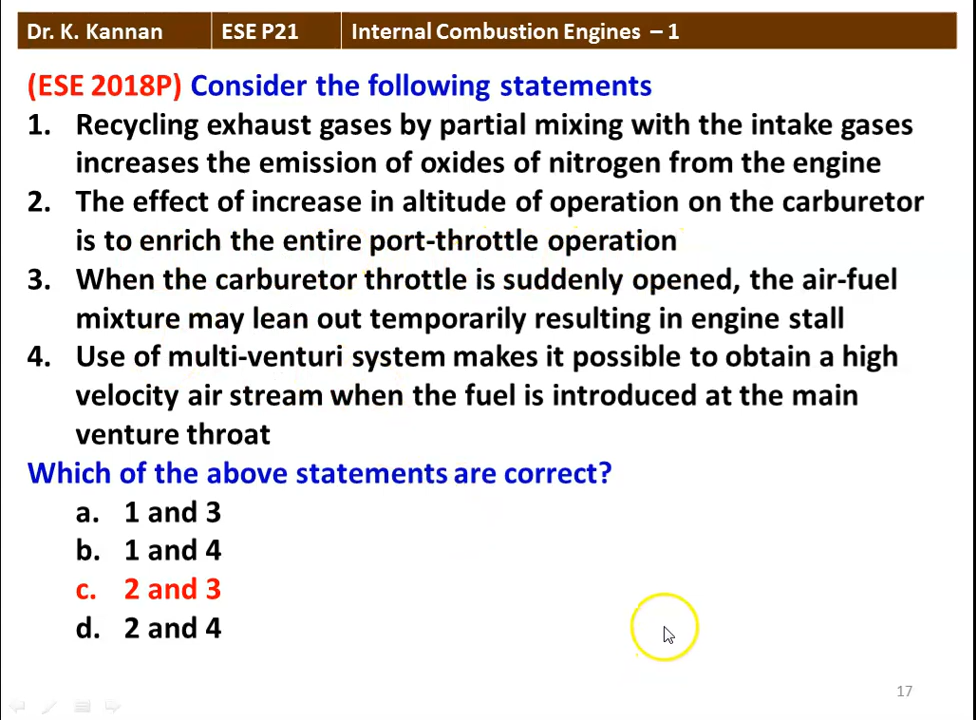 Dr. K. Kannan ESE P21 Internal Combustion Engines – 1
(ESE 2018P) Consider the following statements
1. Recycling exhaust gases by partial mixing with the intake gases
increases the emission of oxides of nitrogen from the engine
2. The effect of increase in altitude of operation on the carburetor
is to enrich the entire port-throttle operation
3. When the carburetor throttle is suddenly opened, the air-fuel
mixture may lean out temporarily resulting in engine stall
4. Use of multi-venturi system makes it possible to obtain a high
velocity air stream when the fuel is introduced at the main
venture throat
Which of the above statements are correct?
a. 1 and 3
b. 1 and 4
c. 2 and 3
d. 2 and 4
17